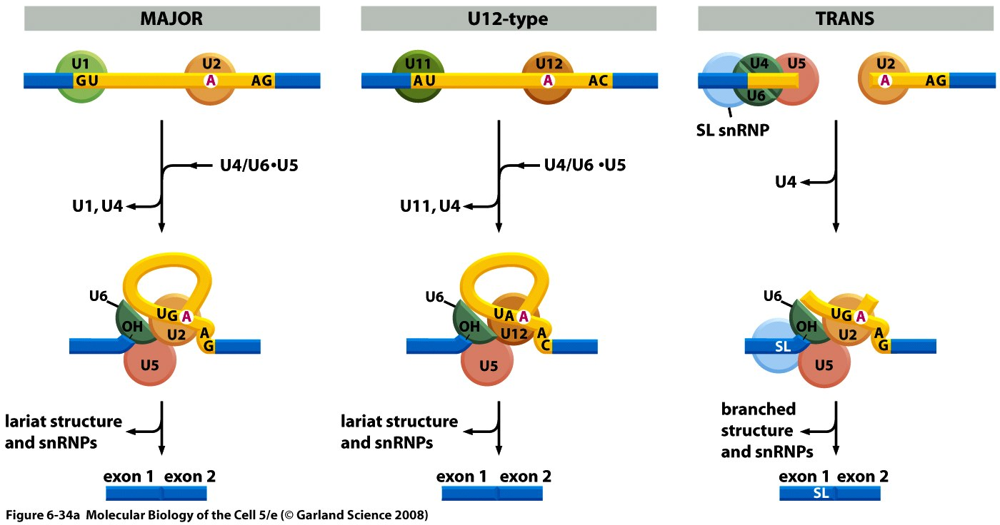 MAJOR
U1 U2
GU A AG
U4/U6•U5
U1, U4
U6
UG A
OH U2 A
G
U5
lariat structure
and snRNPs
exon 1 exon 2
U12-type
U11 U12
AU A AC
U4/U6 •U5
U11, U4
U6
UA A
OH U12 A
C
U5
lariat structure
and snRNPs
exon 1 exon 2
TRANS
U4 U5 U2
A AG
U6
SL snRNP
U4
U6
UG A
OH U2 A
SL G
U5
branched
structure
and snRNPs
exon 1 exon 2
SL
Figure 6-34a Molecular Biology of the Cell 5/e (© Garland Science 2008)